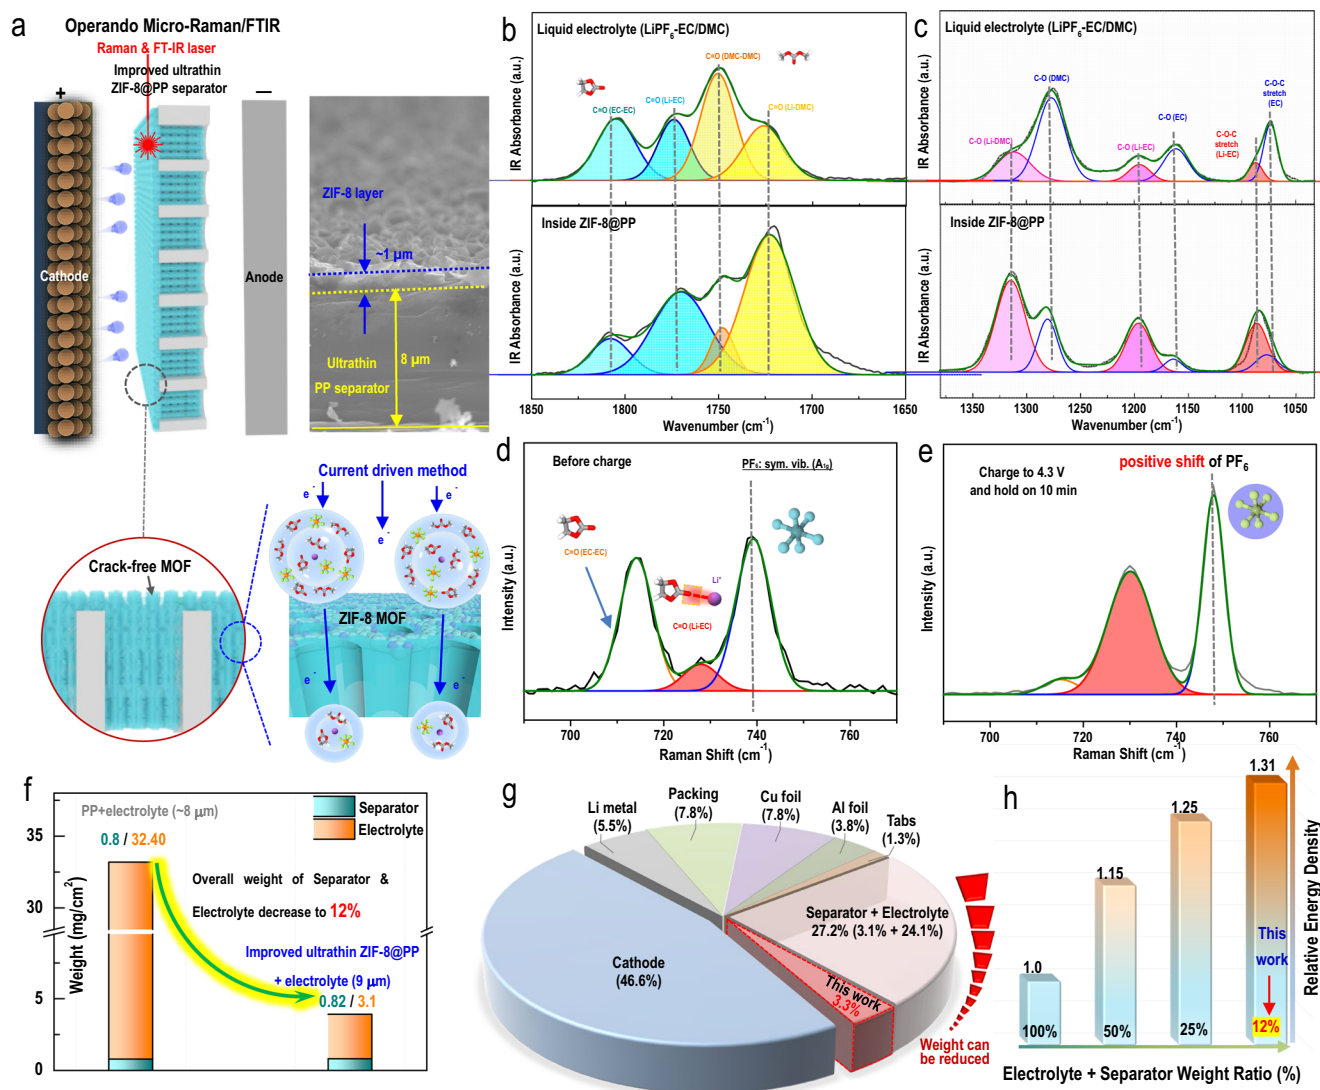 a
Operando Micro-Raman/FTIR
Raman & FT-IR laser
Improved ultrathin
ZIF-8@PP separator
+
—
Cathode
Anode
ZIF-8 layer
~1 μm
8 μm
Ultrathin
PP separator
Crack-free MOF
Current driven method
e⁻
e⁻
e⁻
ZIF-8 MOF
e⁻
e⁻
b
Liquid electrolyte (LiPF₆-EC/DMC)
C=O (DMC-DMC)
C=O (Li-EC)
C=O (EC-EC)
C=O (Li-DMC)
IR Absorbance (a.u.)
Inside ZIF-8@PP
IR Absorbance (a.u.)
1850
1800
1750
1700
1650
Wavenumber (cm⁻¹)
c
Liquid electrolyte (LiPF₆-EC/DMC)
C-O (DMC)
C-O-C
stretch
(EC)
C-O (EC)
C-O (Li-DMC)
C-O (Li-EC)
C-O-C
stretch
(Li-EC)
IR Absorbance (a.u.)
Inside ZIF-8@PP
IR Absorbance (a.u.)
1350
1300
1250
1200
1150
1100
1050
Wavenumber (cm⁻¹)
d
Before charge
PF₆: sym. vib. (A₁g)
C=O (EC-EC)
Li⁺
C=O (Li-EC)
Intensity (a.u.)
700
720
740
760
Raman Shift (cm⁻¹)
e
Charge to 4.3 V
and hold on 10 min
positive shift of PF₆
Intensity (a.u.)
700
720
740
760
Raman Shift (cm⁻¹)
f
PP+electrolyte (~8 μm)
0.8 / 32.40
Separator
Electrolyte
Overall weight of Separator &
Electrolyte decrease to 12%
Improved ultrathin ZIF-8@PP
+ electrolyte (9 μm)
0.82 / 3.1
Weight (mg/cm²)
35
30
5
0
g
Li metal
(5.5%)
Packing
(7.8%)
Cu foil
(7.8%)
Al foil
(3.8%)
Tabs
(1.3%)
Separator + Electrolyte
27.2% (3.1% + 24.1%)
Cathode
(46.6%)
This work
3.3%
Weight can
be reduced
h
1.0
1.15
1.25
1.31
100%
50%
25%
12%
This
work
Relative Energy Density
Electrolyte + Separator Weight Ratio (%)